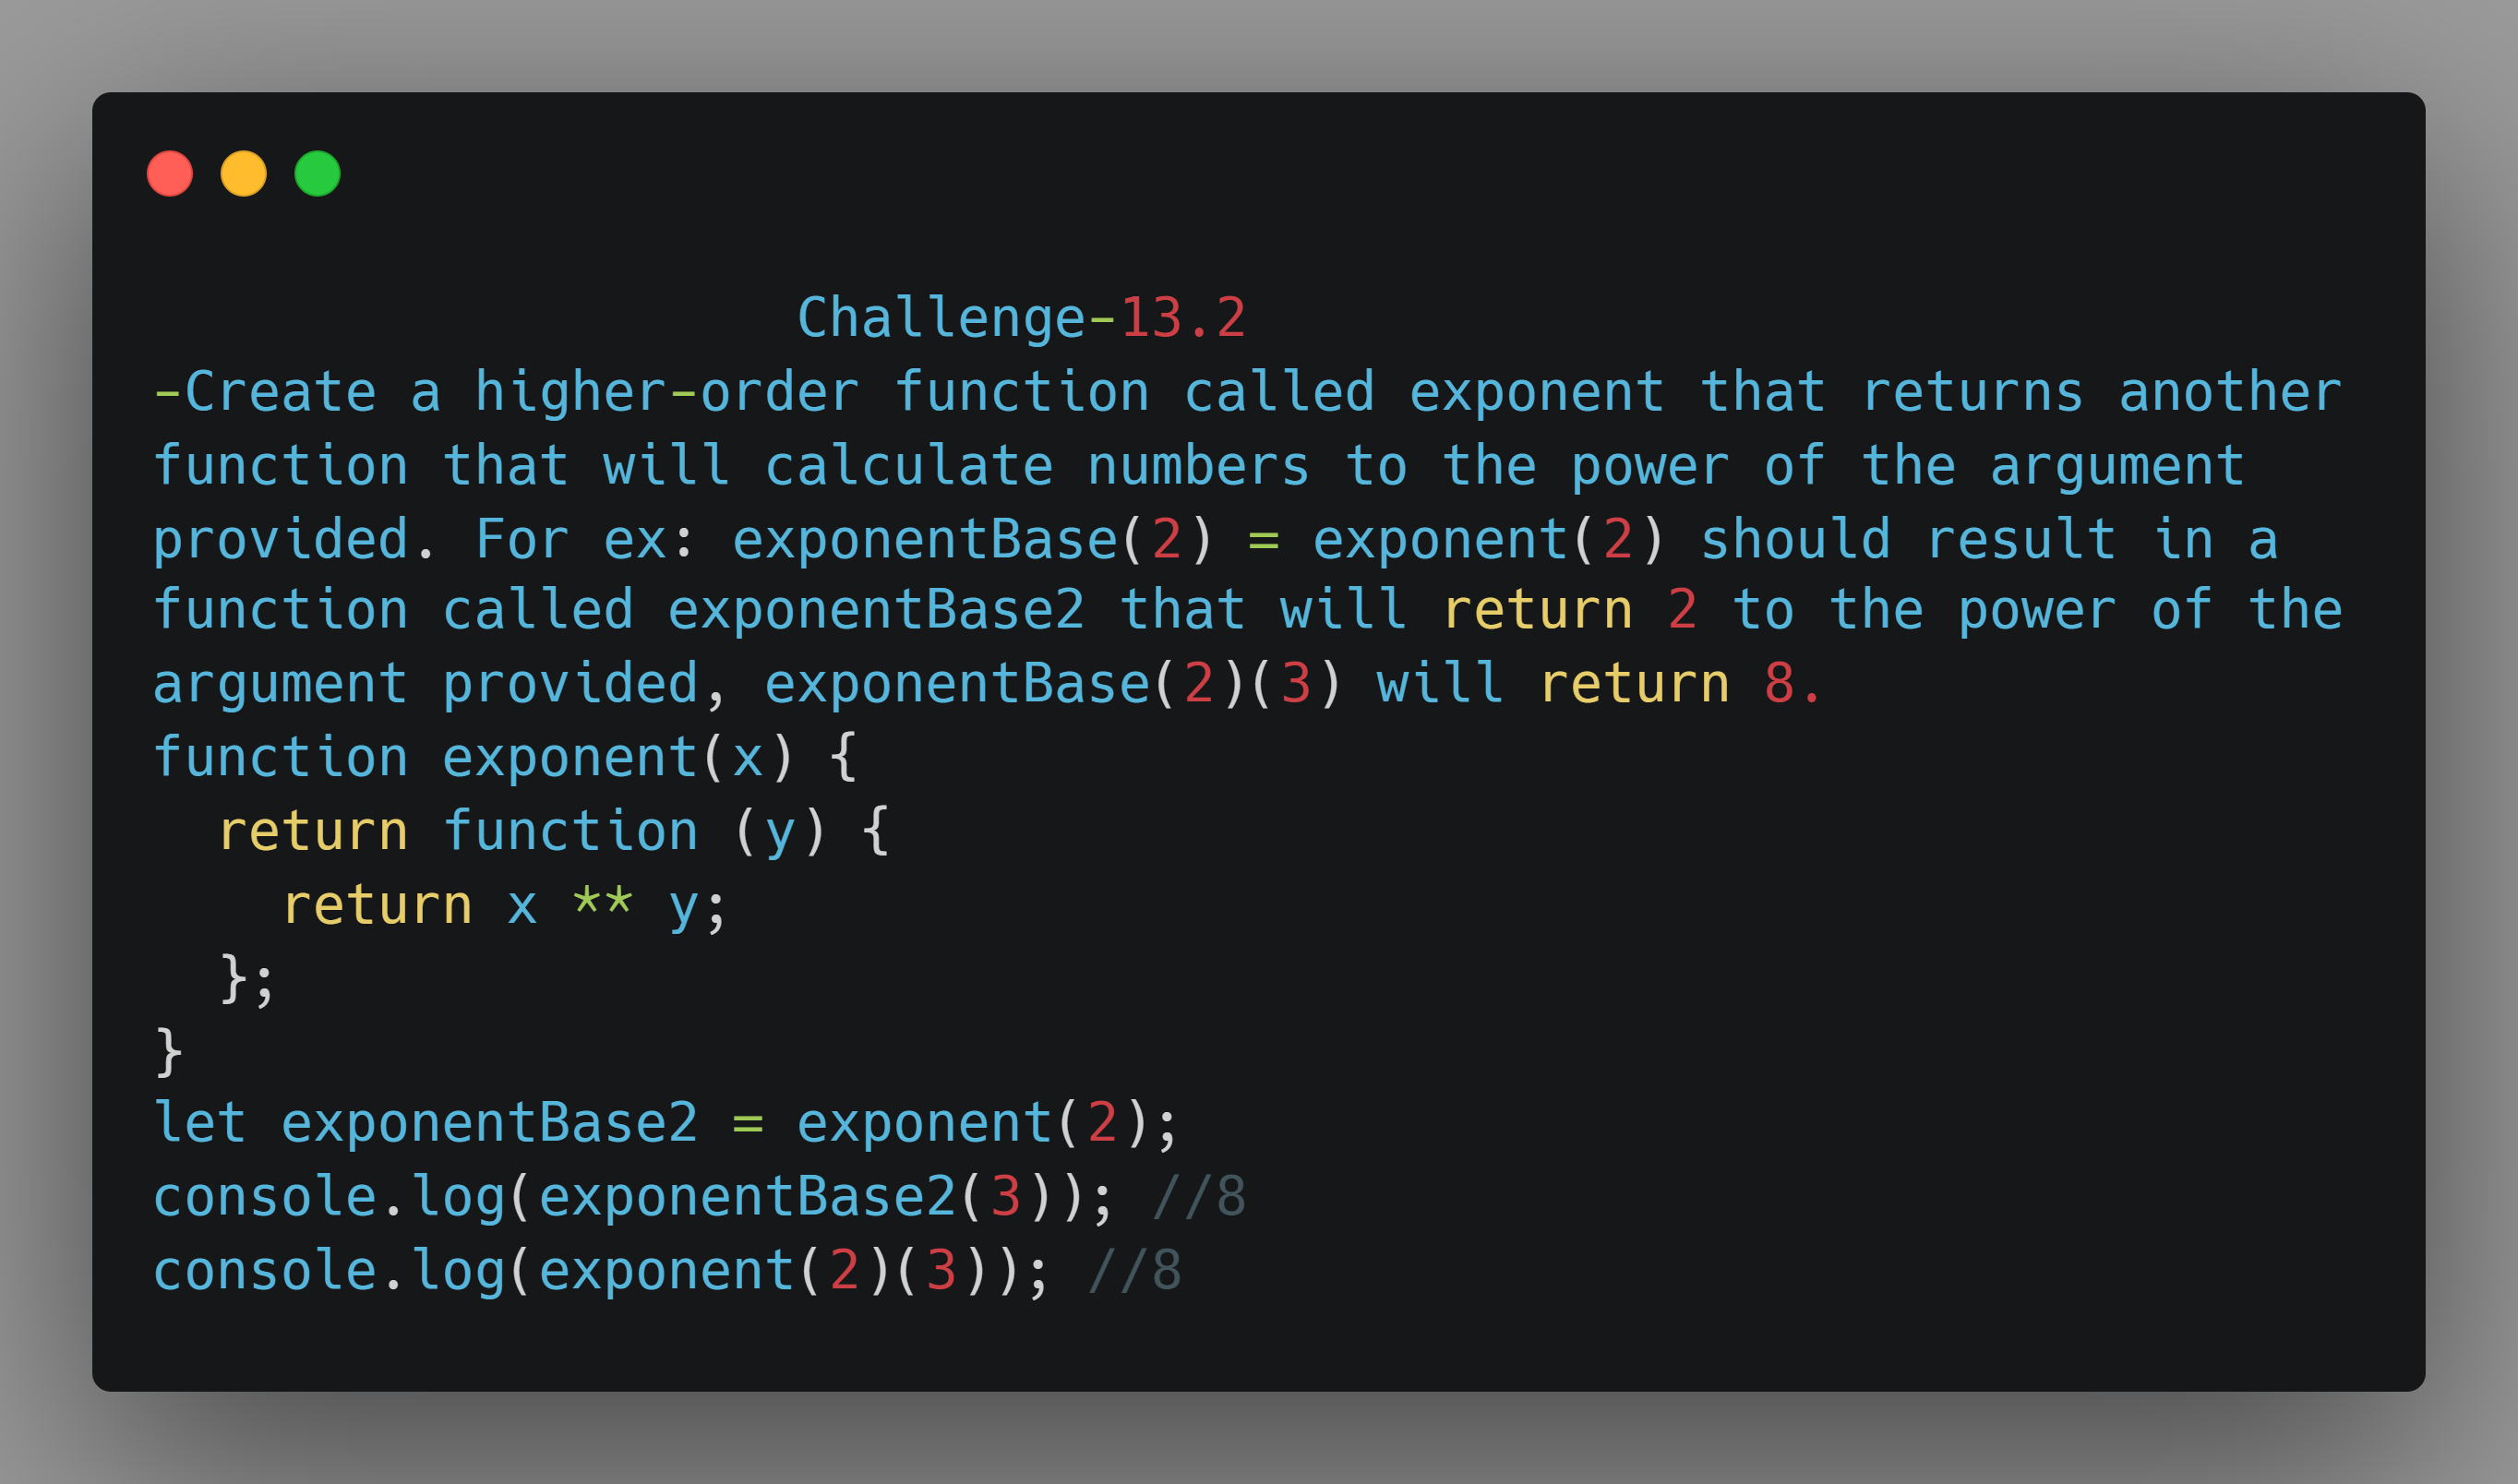 Challenge-13.2
-Create a higher-order function called exponent that returns another
function that will calculate numbers to the power of the argument
provided. For ex: exponentBase(2) = exponent(2) should result in a
function called exponentBase2 that will return 2 to the power of the
argument provided, exponentBase(2)(3) will return 8.
function exponent(x) {
  return function (y) {
    return x ** y;
  };
}
let exponentBase2 = exponent(2);
console.log(exponentBase2(3)); //8
console.log(exponent(2)(3)); //8